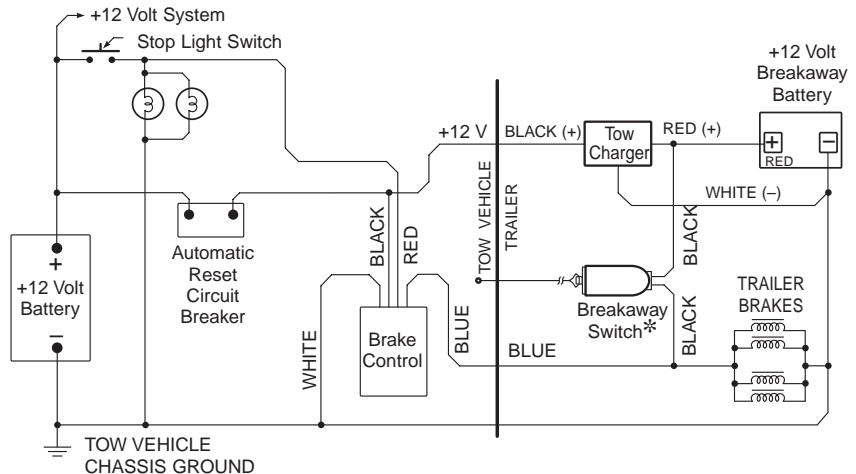 +12 Volt System
Stop Light Switch
+12 Volt
Breakaway
Battery
+12 V
BLACK (+)
Tow
Charger
RED (+)
+
−
RED
WHITE (–)
BLACK
RED
TOW VEHICLE
TRAILER
BLACK
Automatic
Reset
Circuit
Breaker
+
+12 Volt
Battery
–
WHITE
Brake
Control
BLUE
Breakaway
Switch*
BLACK
TRAILER
BRAKES
BLUE
TOW VEHICLE
CHASSIS GROUND